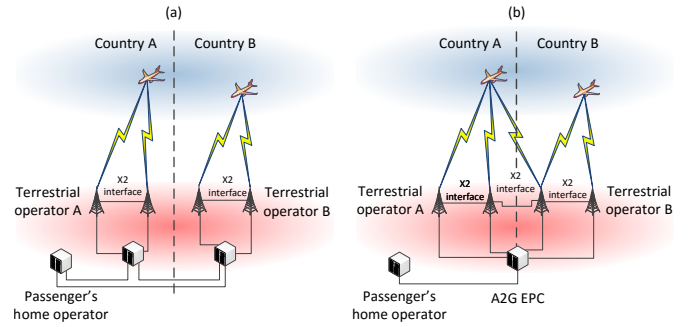 (a)
Country A
Country B
X2
interface
X2
interface
Terrestrial
operator A
Terrestrial
operator B
Passenger's
home operator
(b)
Country A
Country B
X2
interface
X2
interface
X2
interface
Terrestrial
operator A
Terrestrial
operator B
Passenger's
home operator
A2G EPC